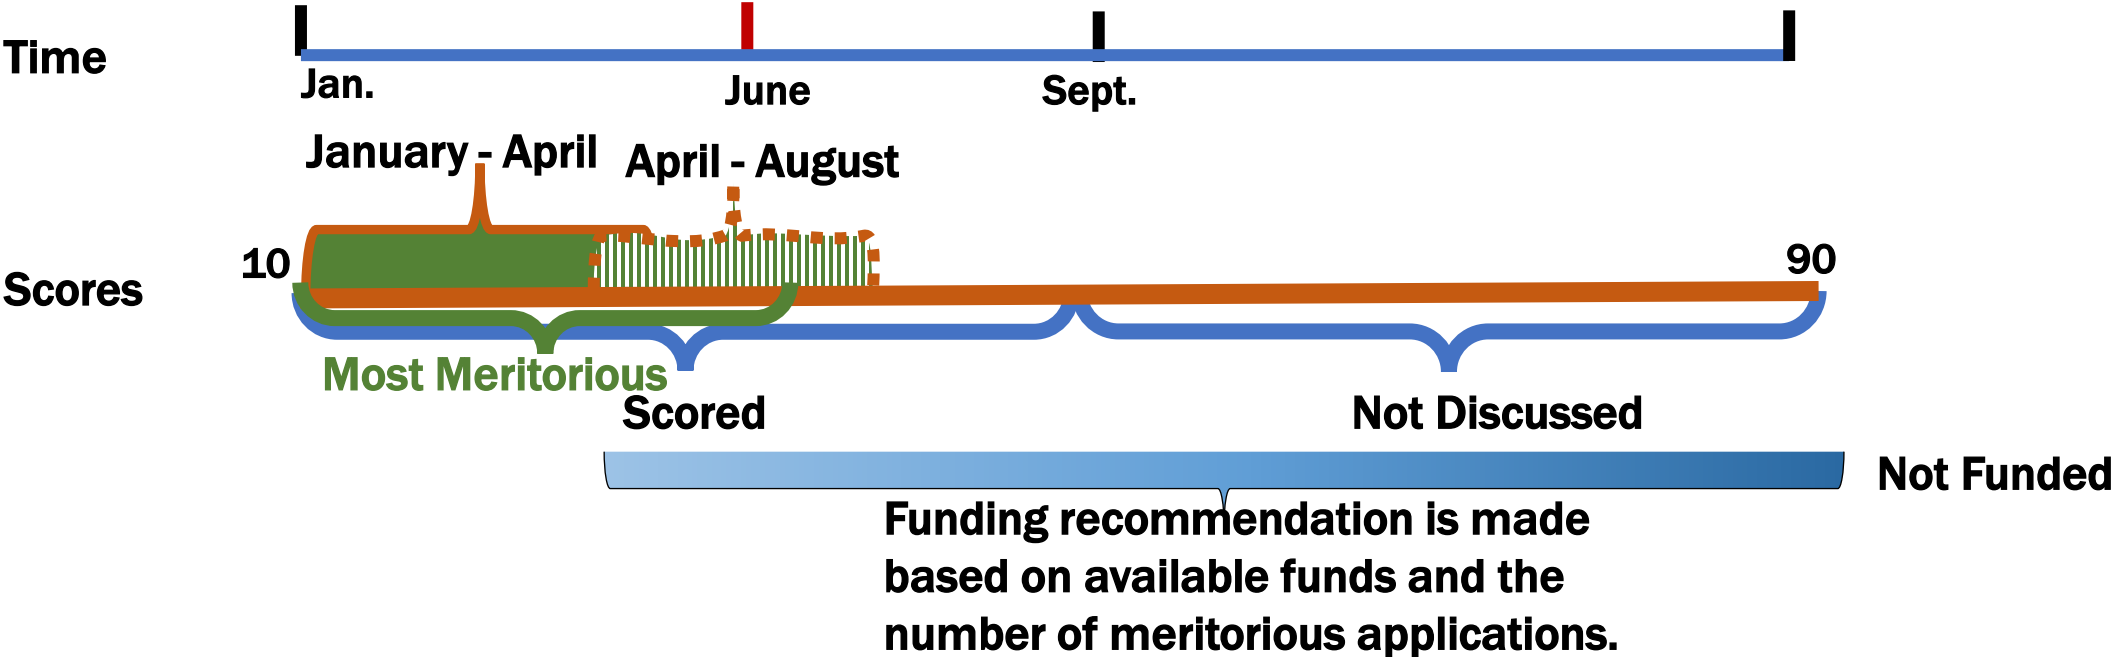 Time
Jan.
June
Sept.
January - April
April - August
10
90
Scores
Most Meritorious
Scored
Not Discussed
Not Funded
Funding recommendation is made
based on available funds and the
number of meritorious applications.